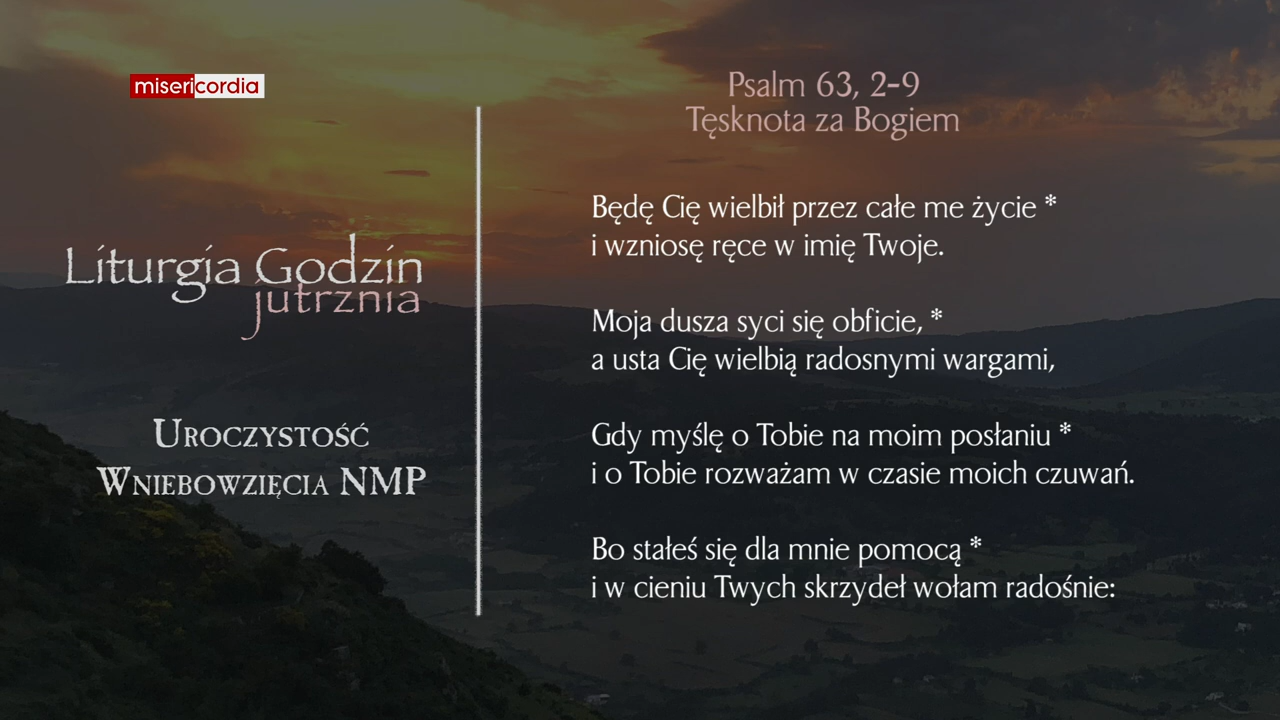 misericordia
Liturgia Godzin
jutrznia
Uroczystość
Wniebowzięcia NMP
Psalm 63, 2-9
Tęsknota za Bogiem
Będę Cię wielbił przez całe me życie *
i wzniosę ręce w imię Twoje.
Moja dusza syci się obficie, *
a usta Cię wielbią radosnymi wargami,
Gdy myślę o Tobie na moim posłaniu *
i o Tobie rozważam w czasie moich czuwań.
Bo stałeś się dla mnie pomocą *
i w cieniu Twych skrzydeł wołam radośnie: